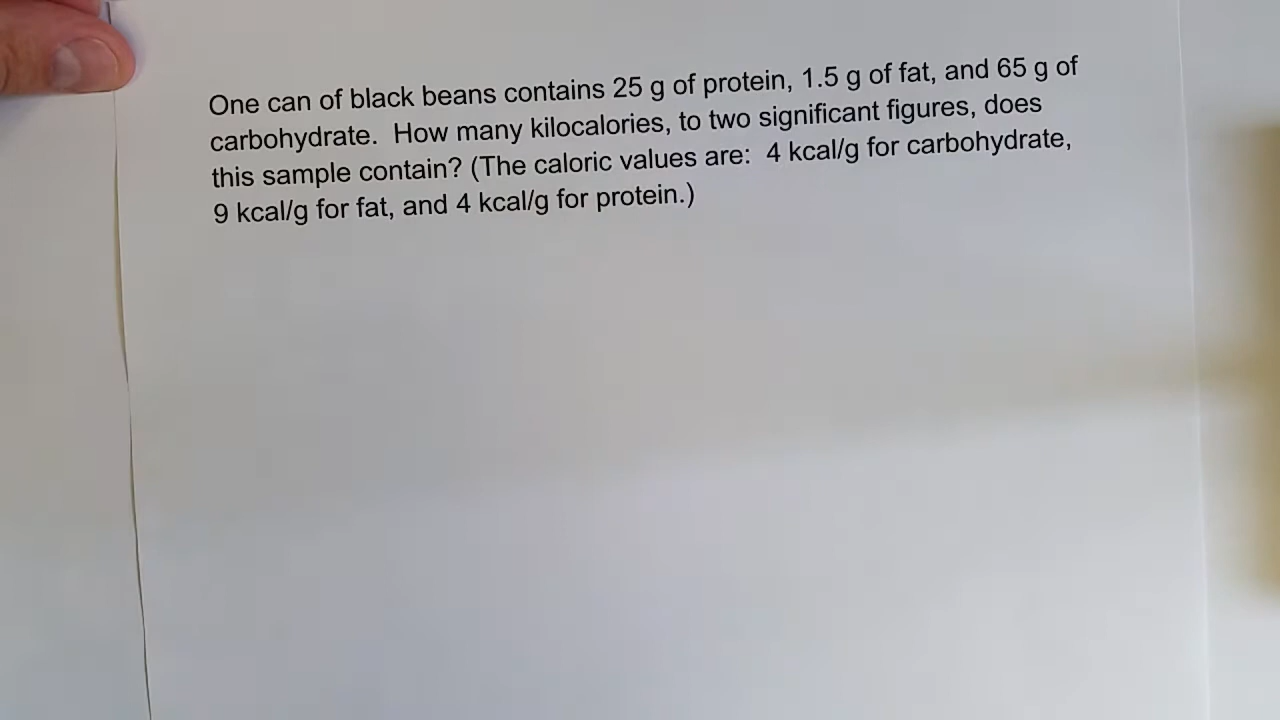 One can of black beans contains 25 g of protein, 1.5 g of fat, and 65 g of
carbohydrate.  How many kilocalories, to two significant figures, does
this sample contain? (The caloric values are:  4 kcal/g for carbohydrate,
9 kcal/g for fat, and 4 kcal/g for protein.)